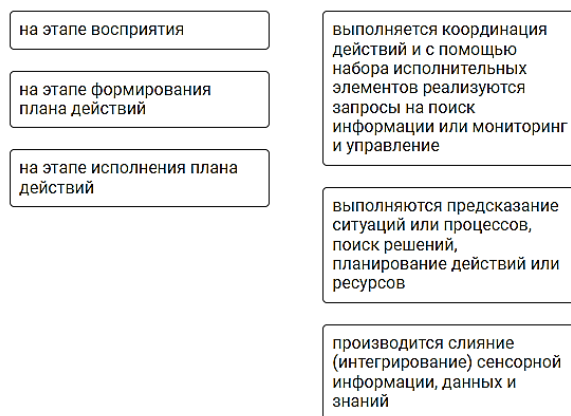 на этапе восприятия
на этапе формирования
плана действий
на этапе исполнения плана
действий
выполняется координация
действий и с помощью
набора исполнительных
элементов реализуются
запросы на поиск
информации или мониторинг
и управление
выполняются предсказание
ситуаций или процессов,
поиск решений,
планирование действий или
ресурсов
производится слияние
(интегрирование) сенсорной
информации, данных и
знаний